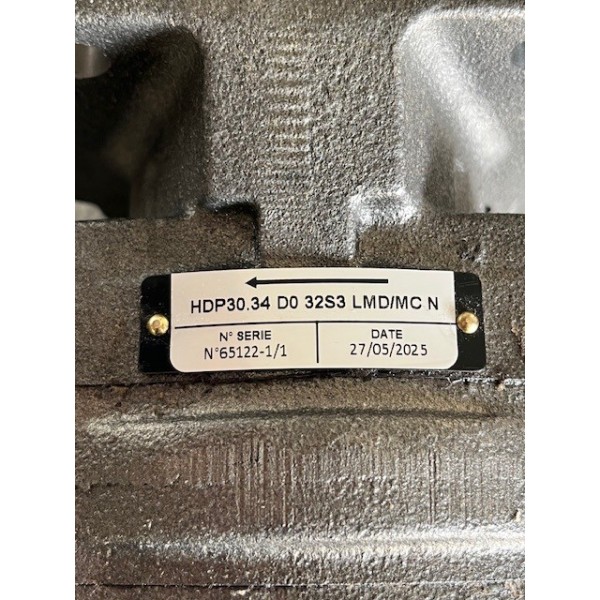 HDP30.34 D0 32S3 LMD/MC N
N° SERIE
N°65122-1/1
DATE
27/05/2025